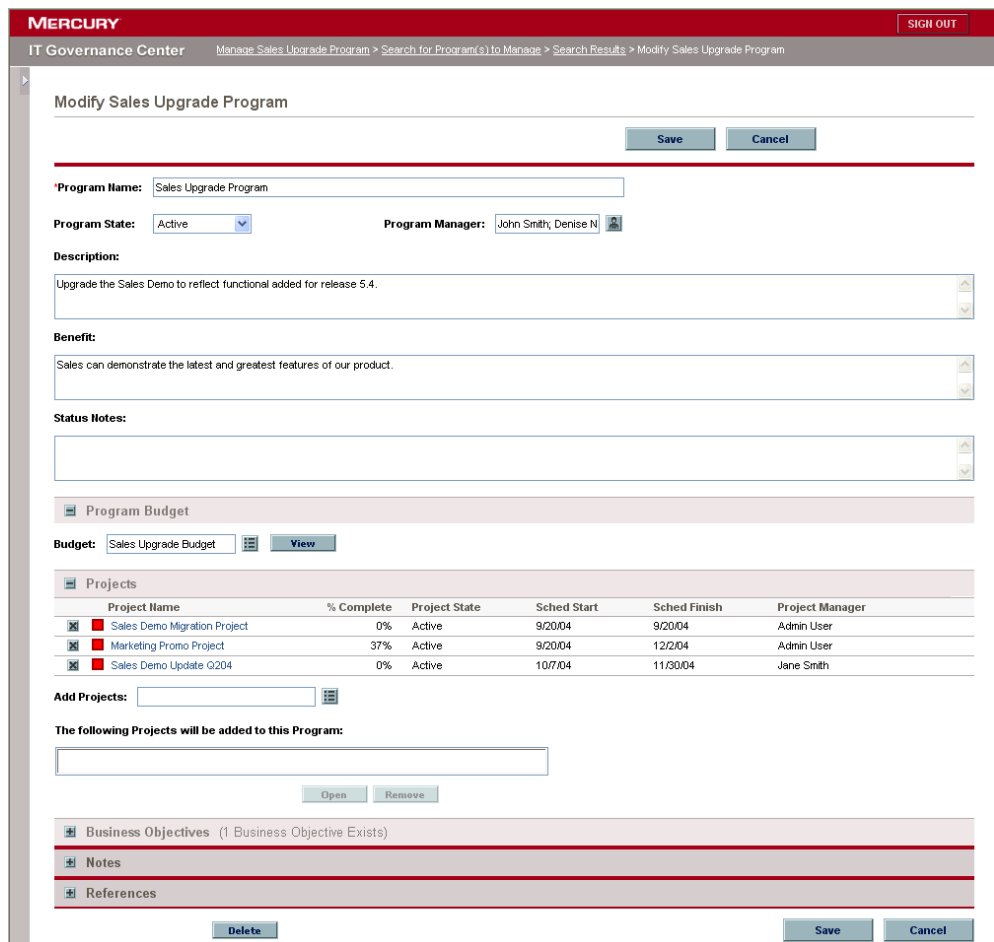 MERCURY
SIGN OUT
IT Governance Center Manage Sales Upgrade Program > Search for Program(s) to Manage > Search Results > Modify Sales Upgrade Program
Modify Sales Upgrade Program
Save Cancel
*Program Name: Sales Upgrade Program
Program State: Active Program Manager: John Smith; Denise N
Description:
Upgrade the Sales Demo to reflect functional added for release 5.4.
Benefit:
Sales can demonstrate the latest and greatest features of our product.
Status Notes:
Program Budget
Budget: Sales Upgrade Budget View
Projects
Project Name % Complete Project State Sched Start Sched Finish Project Manager
Sales Demo Migration Project 0% Active 9/20/04 9/20/04 Admin User
Marketing Promo Project 37% Active 9/20/04 12/2/04 Admin User
Sales Demo Update Q204 0% Active 10/7/04 11/30/04 Jane Smith
Add Projects:
The following Projects will be added to this Program:
Open Remove
Business Objectives (1 Business Objective Exists)
Notes
References
Delete Save Cancel